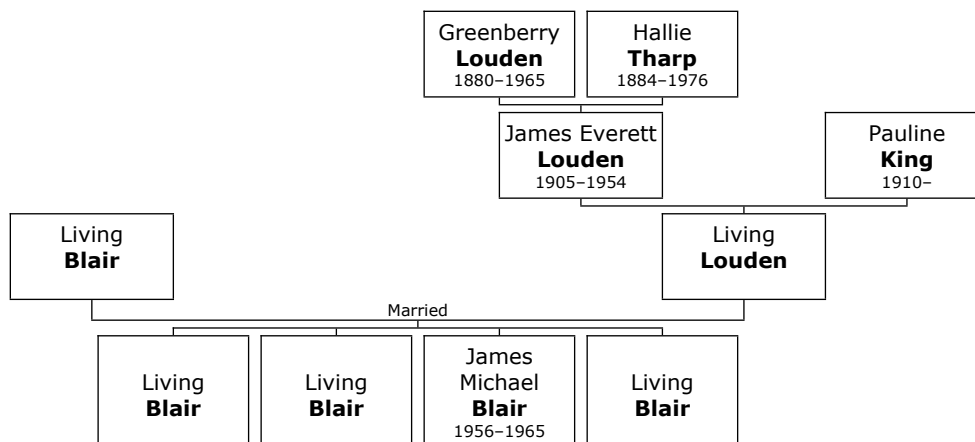 Greenberry
Louden
1880–1965
Hallie
Tharp
1884–1976
James Everett
Louden
1905–1954
Pauline
King
1910–
Living
Blair
Living
Louden
Married
Living
Blair
Living
Blair
James
Michael
Blair
1956–1965
Living
Blair